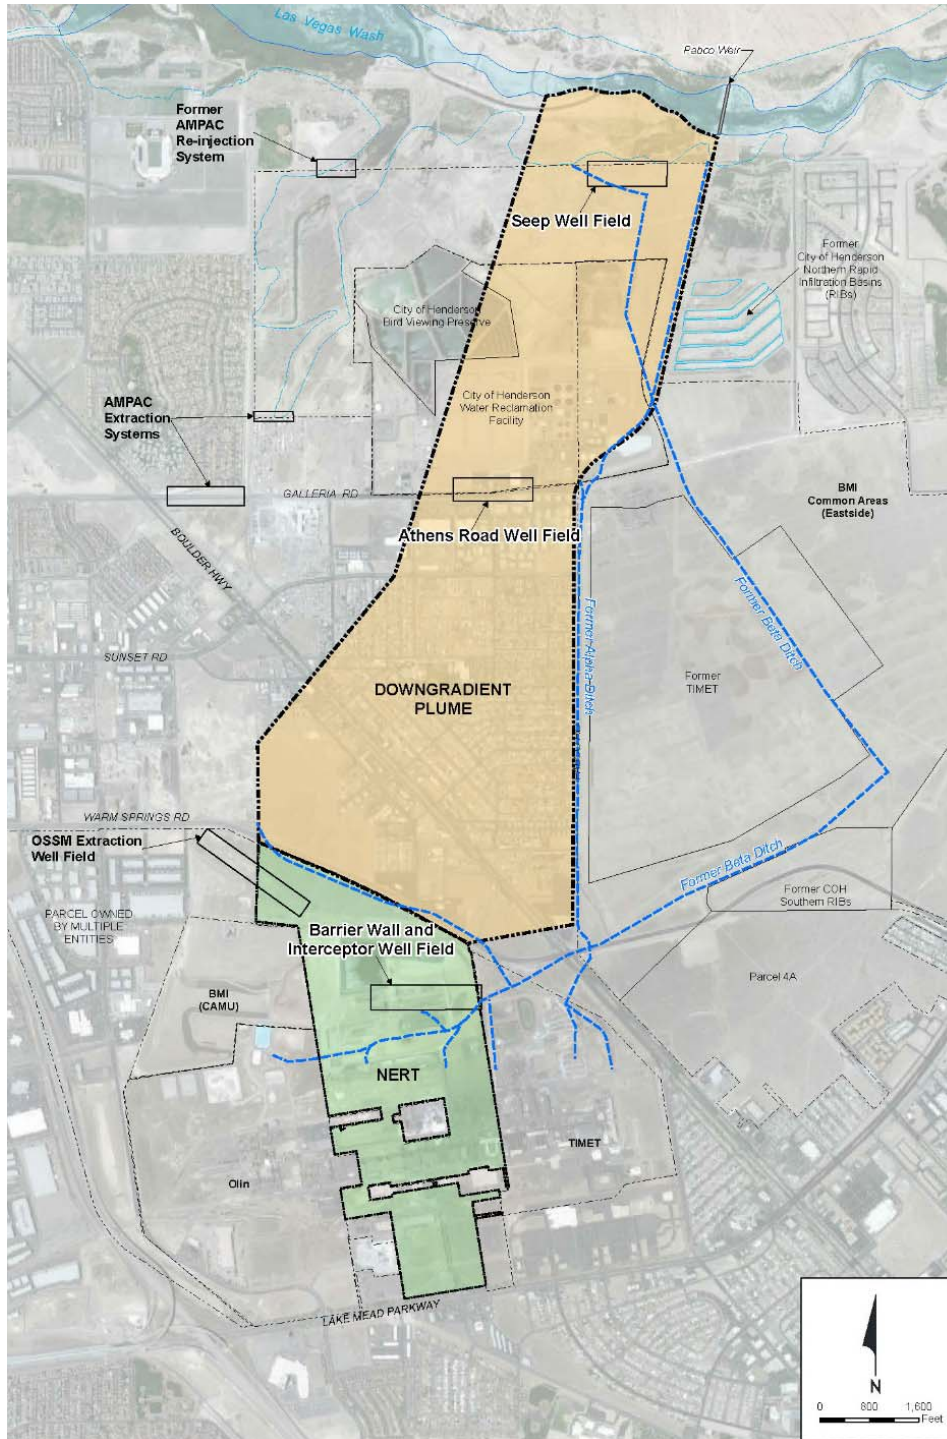 Las Vegas Wash
Pabco Weir
Former
AMPAC
Re-injection
System
Seep Well Field
Former
City of Henderson
Northern Rapid
Infiltration Basins
(RIBs)
City of Henderson
Bird Viewing Preserve
City of Henderson
Water Reclamation
Facility
AMPAC
Extraction
Systems
GALLERIA RD
BMI
Common Areas
(Eastside)
Athens Road Well Field
BOULDER HWY
Former Beta Ditch
Former Alpha Ditch
SUNSET RD
Former
TIMET
DOWNGRADIENT
PLUME
WARM SPRINGS RD
OSSM Extraction
Well Field
Former Beta Ditch
Former COH
Southern RIBs
PARCEL OWNED
BY MULTIPLE
ENTITIES
Barrier Wall and
Interceptor Well Field
Parcel 4A
BMI
(CAMU)
NERT
TIMET
Olin
LAKE MEAD PARKWAY
N
0 800 1,600
Feet